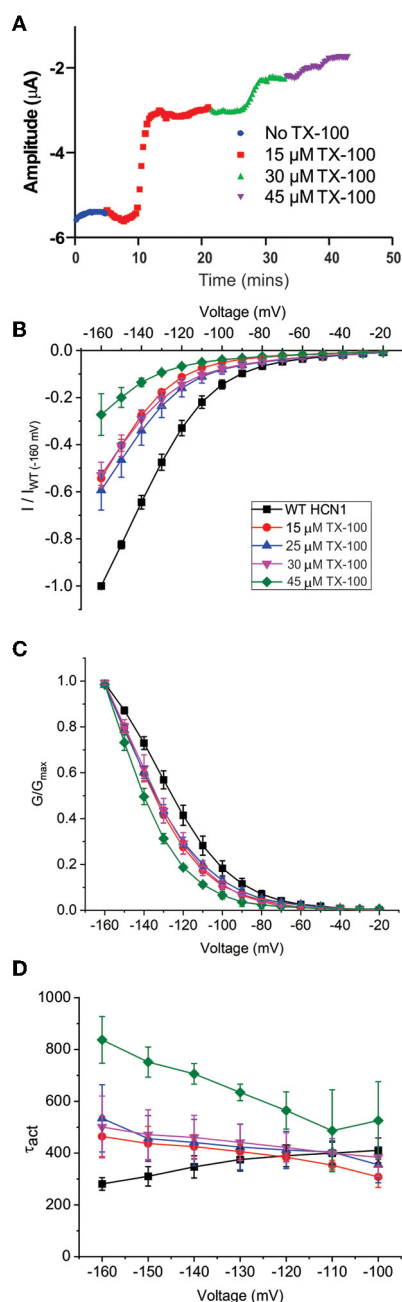 A
Amplitude (μA)
-2
-4
-6
No TX-100
15 μM TX-100
30 μM TX-100
45 μM TX-100
0 10 20 30 40 50
Time (mins)
Voltage (mV)
B
-160 -140 -120 -100 -80 -60 -40 -20
0.0
-0.2
-0.4
-0.6
-0.8
-1.0
I / I WT (-160 mV)
WT HCN1
15 μM TX-100
25 μM TX-100
30 μM TX-100
45 μM TX-100
C
1.0
0.8
0.6
0.4
0.2
0.0
G/Gmax
-160 -140 -120 -100 -80 -60 -40 -20
Voltage (mV)
D
1000
800
600
400
200
0
τact
-160 -150 -140 -130 -120 -110 -100
Voltage (mV)